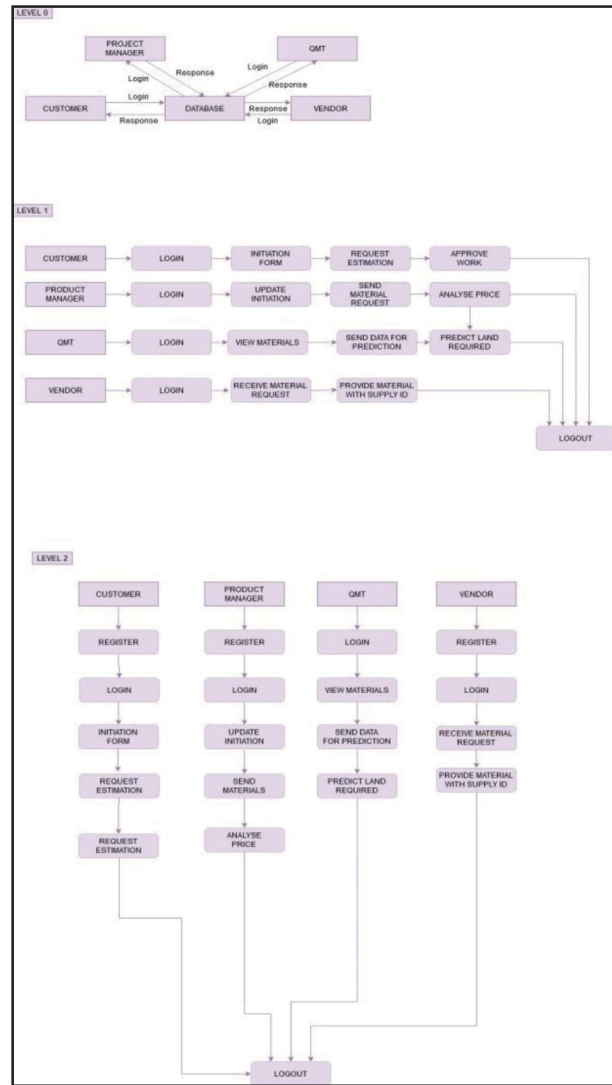 LEVEL 0
PROJECT
MANAGER
QMT
Login
Response
Login
Response
CUSTOMER
Login
Response
DATABASE
Response
Login
VENDOR
LEVEL 1
CUSTOMER
LOGIN
INITIATION
FORM
REQUEST
ESTIMATION
APPROVE
WORK
PRODUCT
MANAGER
LOGIN
UPDATE
INITIATION
SEND
MATERIAL
REQUEST
ANALYSE PRICE
QMT
LOGIN
VIEW MATERIALS
SEND DATA FOR
PREDICTION
PREDICT LAND
REQUIRED
VENDOR
LOGIN
RECEIVE MATERIAL
REQUEST
PROVIDE MATERIAL
WITH SUPPLY ID
LOGOUT
LEVEL 2
CUSTOMER
REGISTER
LOGIN
INITIATION
FORM
REQUEST
ESTIMATION
REQUEST
ESTIMATION
PRODUCT
MANAGER
REGISTER
LOGIN
UPDATE
INITIATION
SEND
MATERIALS
ANALYSE
PRICE
QMT
LOGIN
VIEW MATERIALS
SEND DATA
FOR PREDICTION
PREDICT LAND
REQUIRED
VENDOR
REGISTER
LOGIN
RECEIVE MATERIAL
REQUEST
PROVIDE MATERIAL
WITH SUPPLY ID
LOGOUT